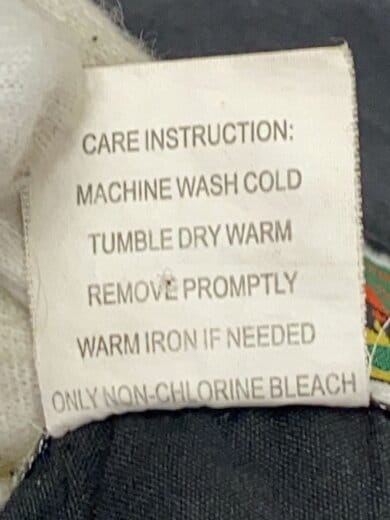 CARE INSTRUCTION:
MACHINE WASH COLD
TUMBLE DRY WARM
REMOVE PROMPTLY
WARM IRON IF NEEDED
ONLY NON-CHLORINE BLEACH